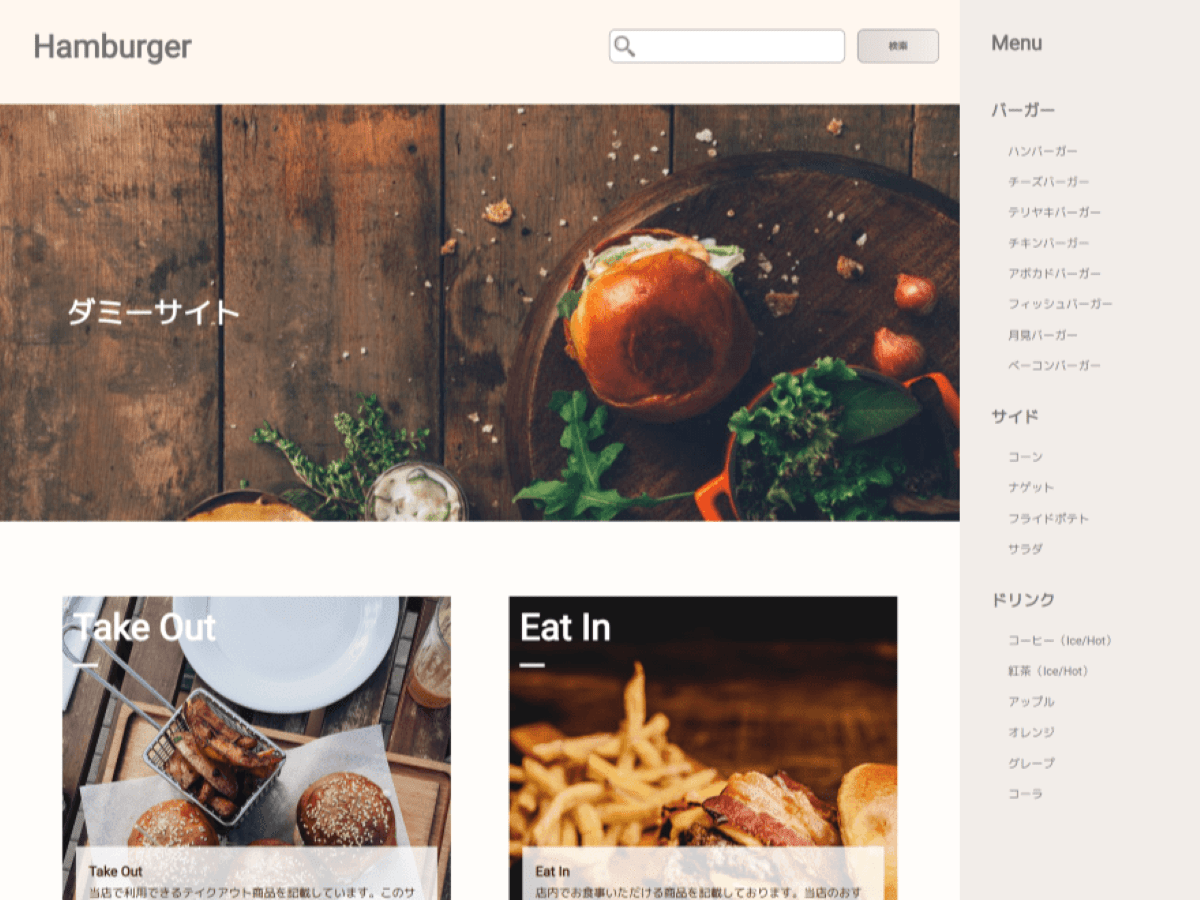 Hamburger
検索
ダミーサイト
Take Out
Take Out
当店で利用できるテイクアウト商品を記載しています。このサ
Eat In
Eat In
店内でお食事いただける商品を記載しております。当店のおす
Menu
バーガー
ハンバーガー
チーズバーガー
テリヤキバーガー
チキンバーガー
アボカドバーガー
フィッシュバーガー
月見バーガー
ベーコンバーガー
サイド
コーン
ナゲット
フライドポテト
サラダ
ドリンク
コーヒー（Ice/Hot）
紅茶（Ice/Hot）
アップル
オレンジ
グレープ
コーラ